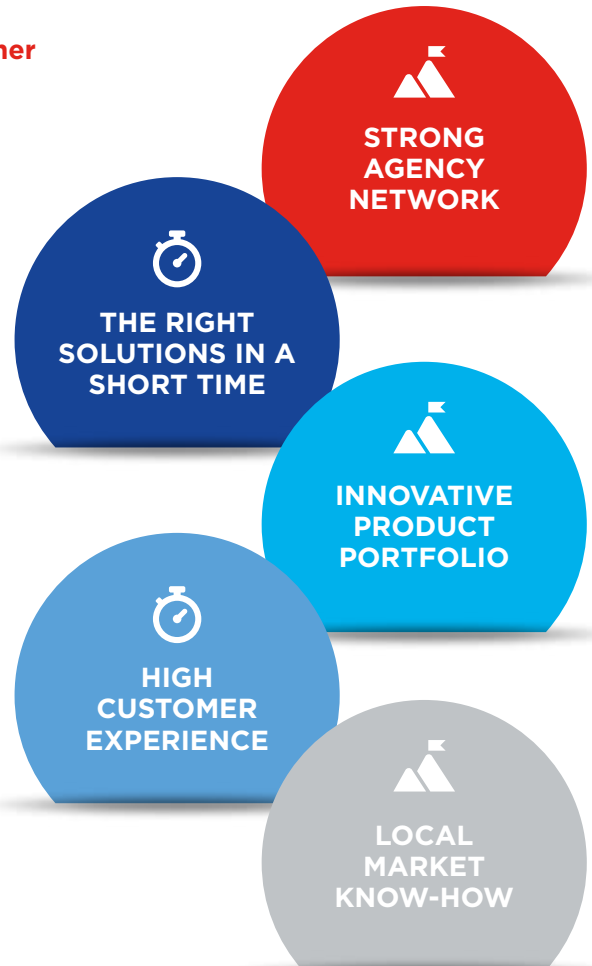 STRONG
AGENCY
NETWORK
THE RIGHT
SOLUTIONS IN A
SHORT TIME
INNOVATIVE
PRODUCT
PORTFOLIO
HIGH
CUSTOMER
EXPERIENCE
LOCAL
MARKET
KNOW-HOW